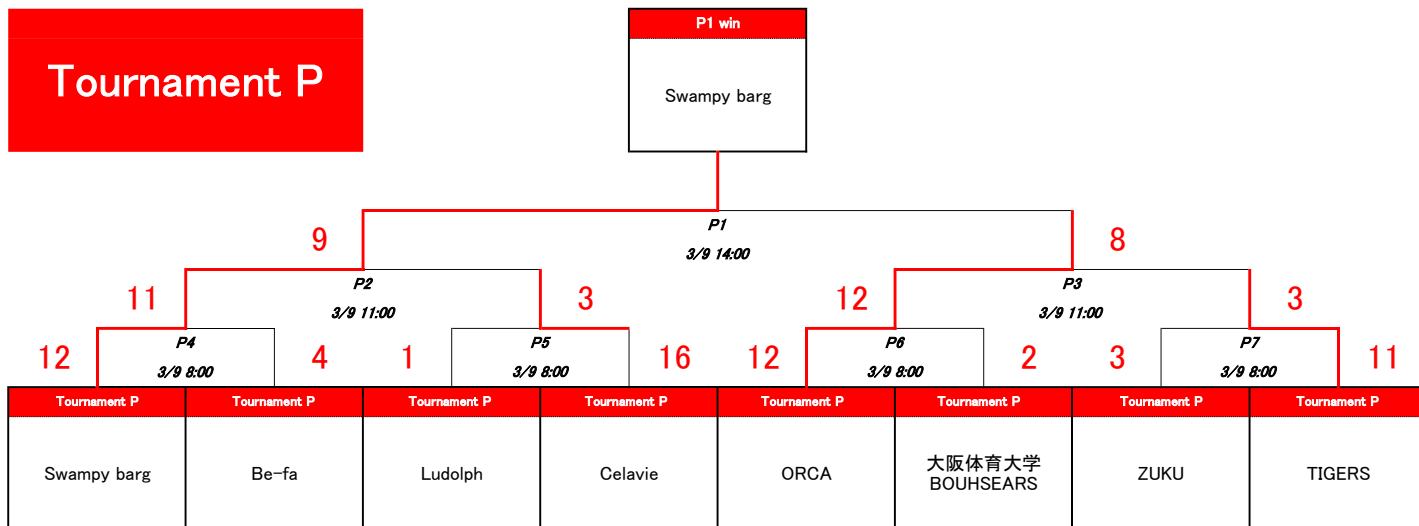 P1 win
Tournament P
Swampy barg
P1
9
8
3/9 14:00
P2
P3
11
3
12
3
3/9 11:00
3/9 11:00
P4
P5
P6
P7
12
4
1
16
12
2
3
11
3/9 8:00
3/9 8:00
3/9 8:00
3/9 8:00
Tournament P
Tournament P
Tournament P
Tournament P
Tournament P
Tournament P
Tournament P
Tournament P
Swampy barg
Be-fa
Ludolph
Celavie
ORCA
大阪体育大学
BOUHSEARS
ZUKU
TIGERS